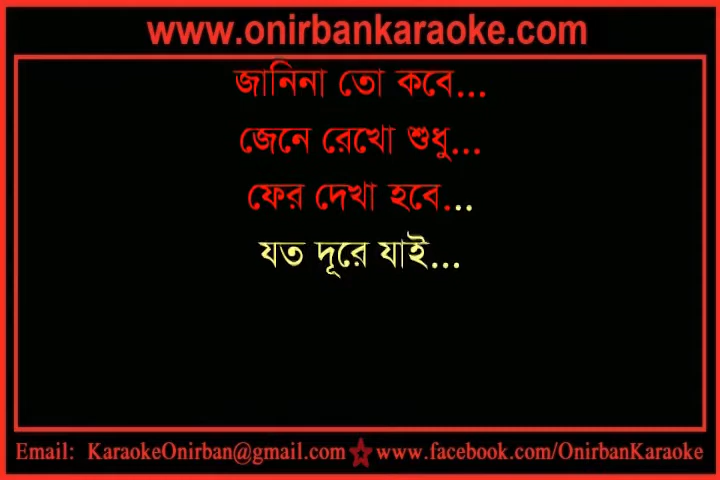 www.onirbankaraoke.com
জানিনা তো কবে...
জেনে রেখো শুধু...
ফের দেখা হবে...
যত দূরে যাই...
Email: KaraokeOnirban@gmail.com www.facebook.com/OnirbanKaraoke